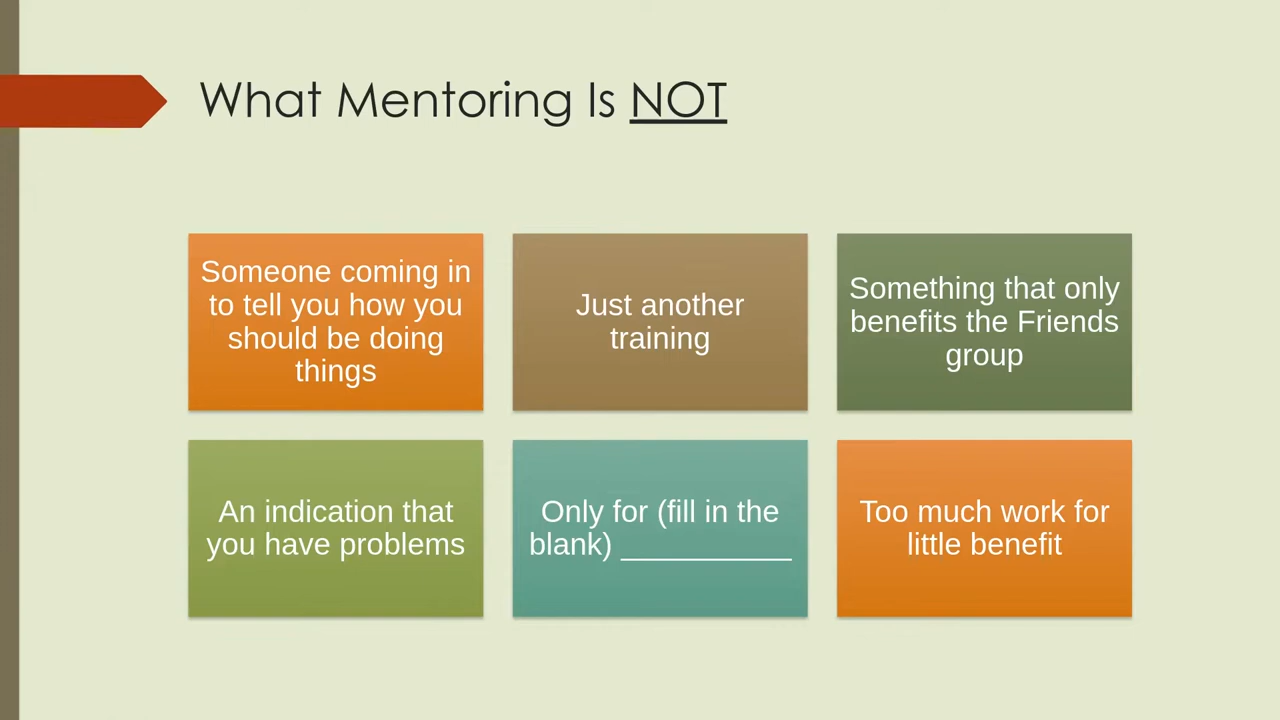 What Mentoring Is NOT
Someone coming in
to tell you how you
should be doing
things
Just another
training
Something that only
benefits the Friends
group
An indication that
you have problems
Only for (fill in the
blank) __________
Too much work for
little benefit